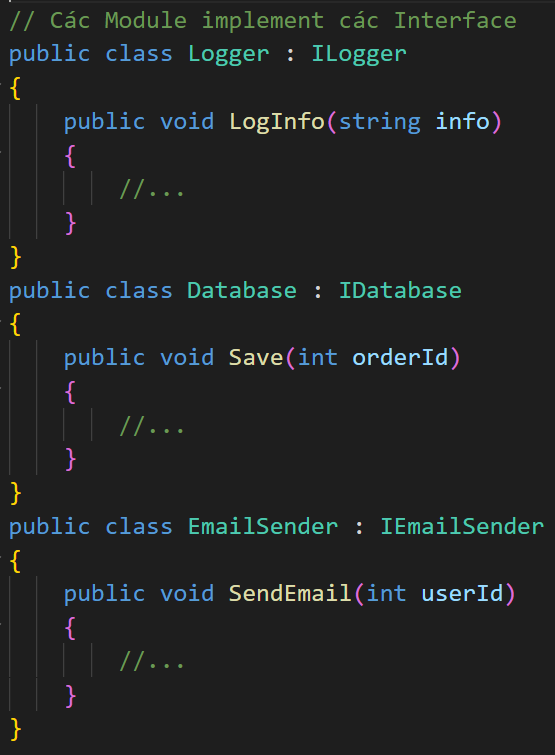 // Các Module implement các Interface
public class Logger : ILogger
{
public void LogInfo(string info)
{
//...
}
}
public class Database : IDatabase
{
public void Save(int orderId)
{
//...
}
}
public class EmailSender : IEmailSender
{
public void SendEmail(int userId)
{
//...
}
}